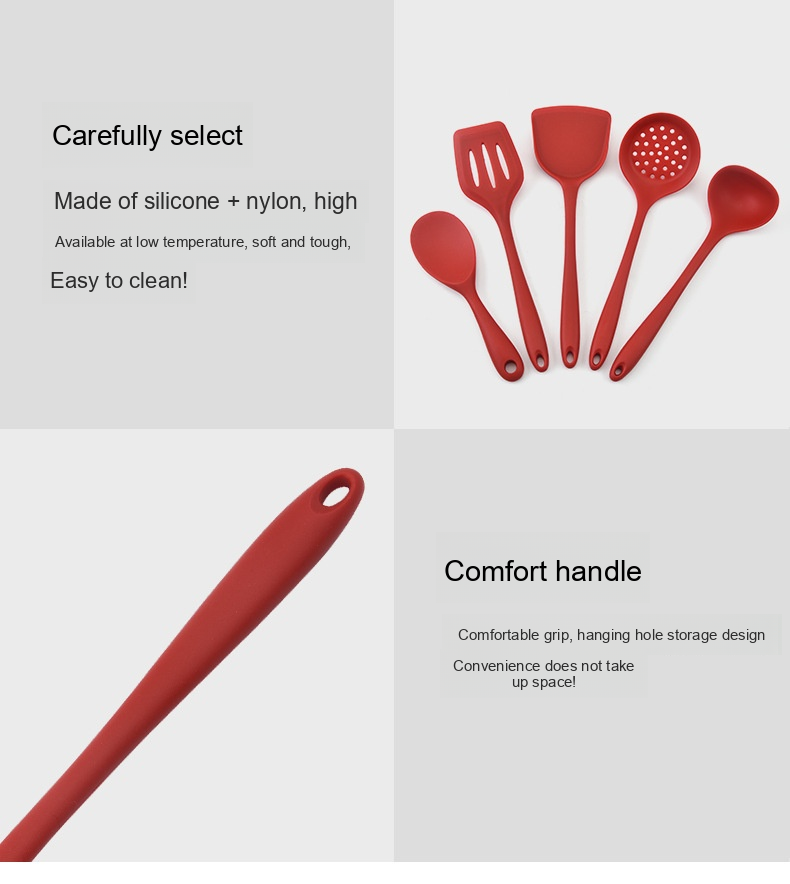 Carefully select
Made of silicone + nylon, high
Available at low temperature, soft and tough,
Easy to clean!
Comfort handle
Comfortable grip, hanging hole storage design
Convenience does not take
up space!